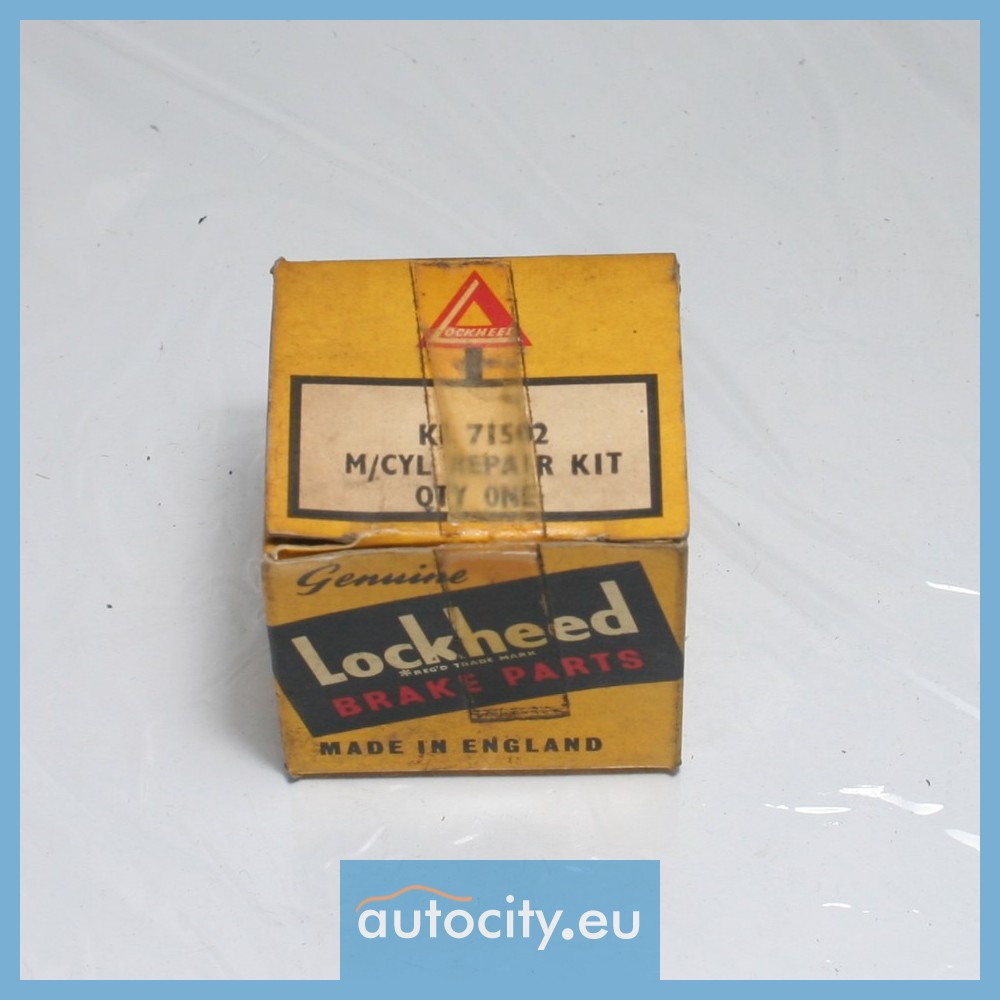 LOCKHEED
KL 71502
M/CYL REPAIR KIT
QTY ONE
Genuine
Lockheed
*REG'D TRADE MARK
BRAKE PARTS
MADE IN ENGLAND
autocity.eu